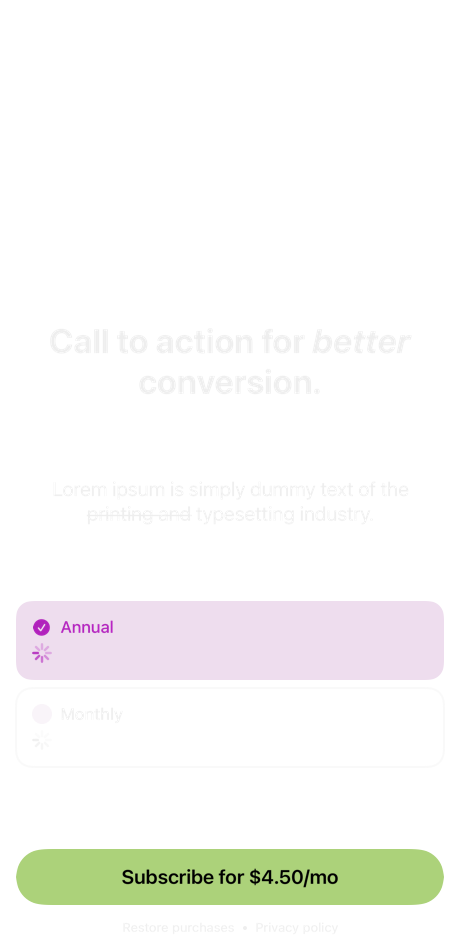 Call to action for better
conversion.
Lorem ipsum is simply dummy text of the
printing and typesetting industry.
Annual
Monthly
Subscribe for $4.50/mo
Restore purchases • Privacy policy